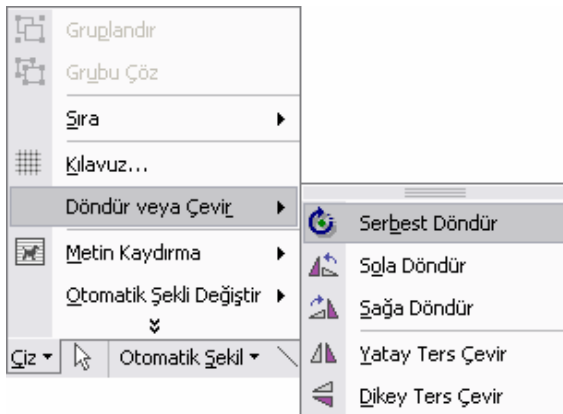 Gruplandır
Grubu Çöz
Sıra
Kılavuz...
Döndür veya Çevir
Metin Kaydırma
Otomatik Şekli Değiştir
Çiz
Otomatik Şekil
Serbest Döndür
Sola Döndür
Sağa Döndür
Yatay Ters Çevir
Dikey Ters Çevir